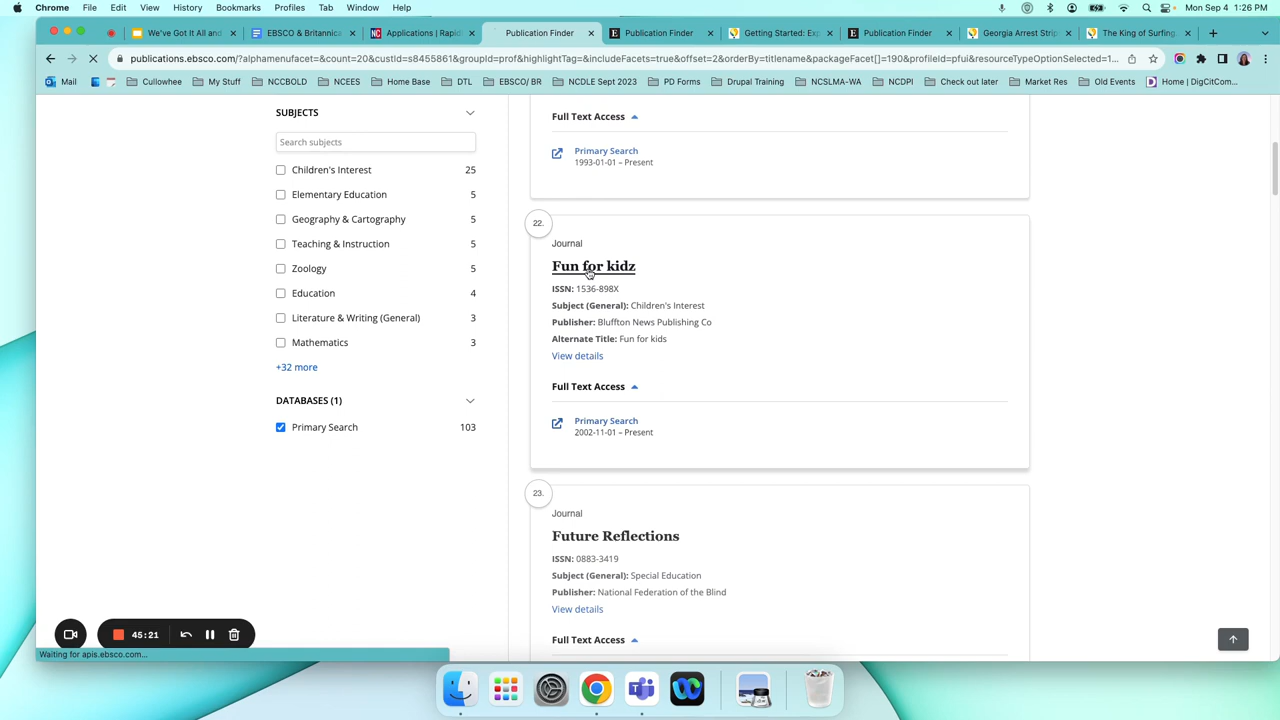 Chrome File Edit View History Bookmarks Profiles Tab Window Help Mon Sep 4 1:26 PM
We've Got It All and EBSCO & Britannica Applications | Rapid Publication Finder Publication Finder Getting Started: Exp Publication Finder Georgia Arrest Strip The King of Surfing
publications.ebsco.com/?alphamenufacet=&count=20&custId=s8455861&groupId=prof&highlightTag=&includeFacets=true&offset=2&orderBy=titlename&packageFacet[]=190&profileId=pfui&resourceTypeOptionSelected=1...
Mail Cullowhee My Stuff NCCBOLD NCEES Home Base DTL EBSCO/ BR NCDLE Sept 2023 PD Forms Drupal Training NCSLMA-WA NCDPI Check out later Market Res Old Events Home | DigCitCom...
SUBJECTS
Search subjects
Children's Interest 25
Elementary Education 5
Geography & Cartography 5
Teaching & Instruction 5
Zoology 5
Education 4
Literature & Writing (General) 3
Mathematics 3
+32 more
DATABASES (1)
Primary Search 103
Full Text Access
Primary Search
1993-01-01 – Present
22.
Journal
Fun for kidz
ISSN: 1536-898X
Subject (General): Children's Interest
Publisher: Bluffton News Publishing Co
Alternate Title: Fun for kids
View details
Full Text Access
Primary Search
2002-11-01 – Present
23.
Journal
Future Reflections
ISSN: 0883-3419
Subject (General): Special Education
Publisher: National Federation of the Blind
View details
Full Text Access
45:21
Waiting for apis.ebsco.com...